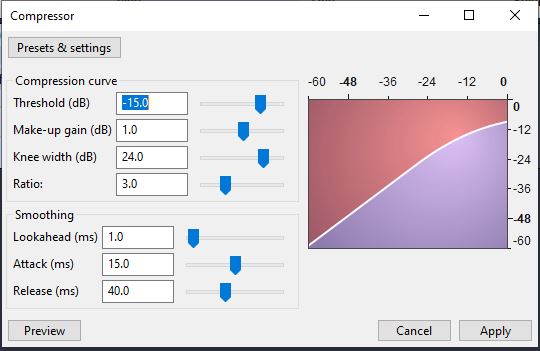 Compressor
Presets & settings
Compression curve
Threshold (dB) -15.0
Make-up gain (dB) 1.0
Knee width (dB) 24.0
Ratio: 3.0
Smoothing
Lookahead (ms) 1.0
Attack (ms) 15.0
Release (ms) 40.0
-60 -48 -36 -24 -12 0
0
-12
-24
-36
-48
-60
Preview
Cancel
Apply